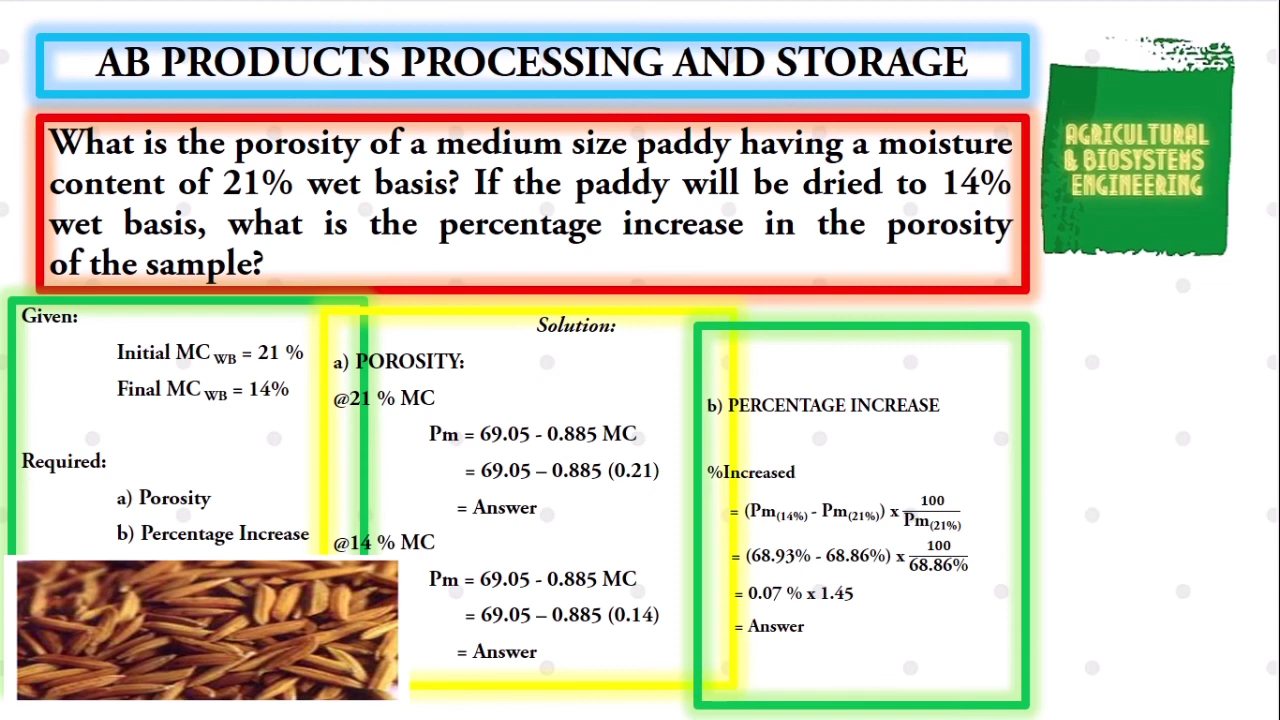 AB PRODUCTS PROCESSING AND STORAGE
AGRICULTURAL
& BIOSYSTEMS
ENGINEERING
What is the porosity of a medium size paddy having a moisture
content of 21% wet basis? If the paddy will be dried to 14%
wet basis, what is the percentage increase in the porosity
of the sample?
Given:
Initial MC WB = 21 %
Final MC WB = 14%
Required:
a) Porosity
b) Percentage Increase
Solution:
a) POROSITY:
@21 % MC
Pm = 69.05 - 0.885 MC
= 69.05 – 0.885 (0.21)
= Answer
@14 % MC
Pm = 69.05 - 0.885 MC
= 69.05 – 0.885 (0.14)
= Answer
b) PERCENTAGE INCREASE
%Increased
= (Pm(14%) - Pm(21%)) x 100/Pm(21%)
= (68.93% - 68.86%) x 100/68.86%
= 0.07 % x 1.45
= Answer